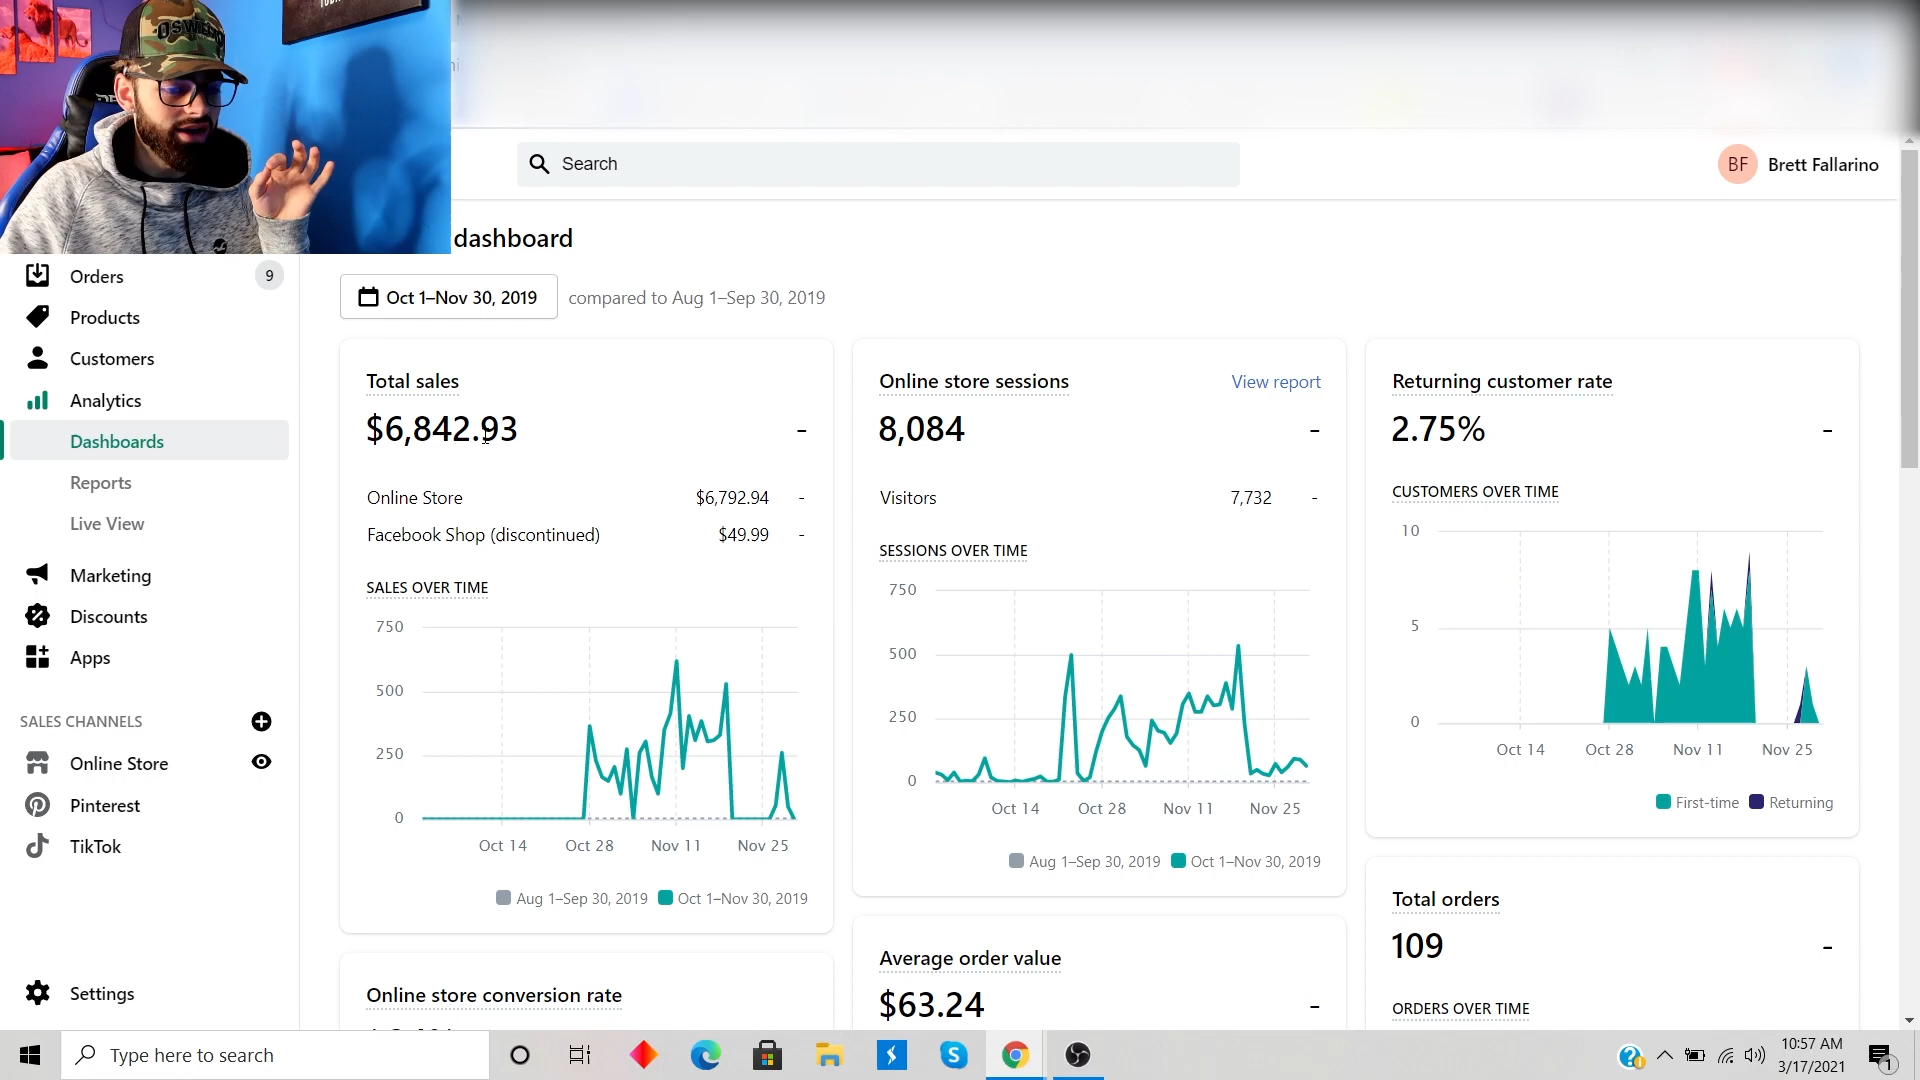 OSWEGO
Search
BF
Brett Fallarino
dashboard
Oct 1–Nov 30, 2019
compared to Aug 1–Sep 30, 2019
Orders
9
Products
Customers
Analytics
Dashboards
Reports
Live View
Marketing
Discounts
Apps
SALES CHANNELS
Online Store
Pinterest
TikTok
Settings
Total sales
$6,842.93
-
Online Store $6,792.94 -
Facebook Shop (discontinued) $49.99 -
SALES OVER TIME
750
500
250
0
Oct 14 Oct 28 Nov 11 Nov 25
Aug 1–Sep 30, 2019 Oct 1–Nov 30, 2019
Online store conversion rate
Online store sessions View report
8,084
-
Visitors 7,732 -
SESSIONS OVER TIME
750
500
250
0
Oct 14 Oct 28 Nov 11 Nov 25
Aug 1–Sep 30, 2019 Oct 1–Nov 30, 2019
Average order value
$63.24
-
Returning customer rate
2.75%
-
CUSTOMERS OVER TIME
10
5
0
Oct 14 Oct 28 Nov 11 Nov 25
First-time Returning
Total orders
109
-
ORDERS OVER TIME
Type here to search
10:57 AM
3/17/2021
1